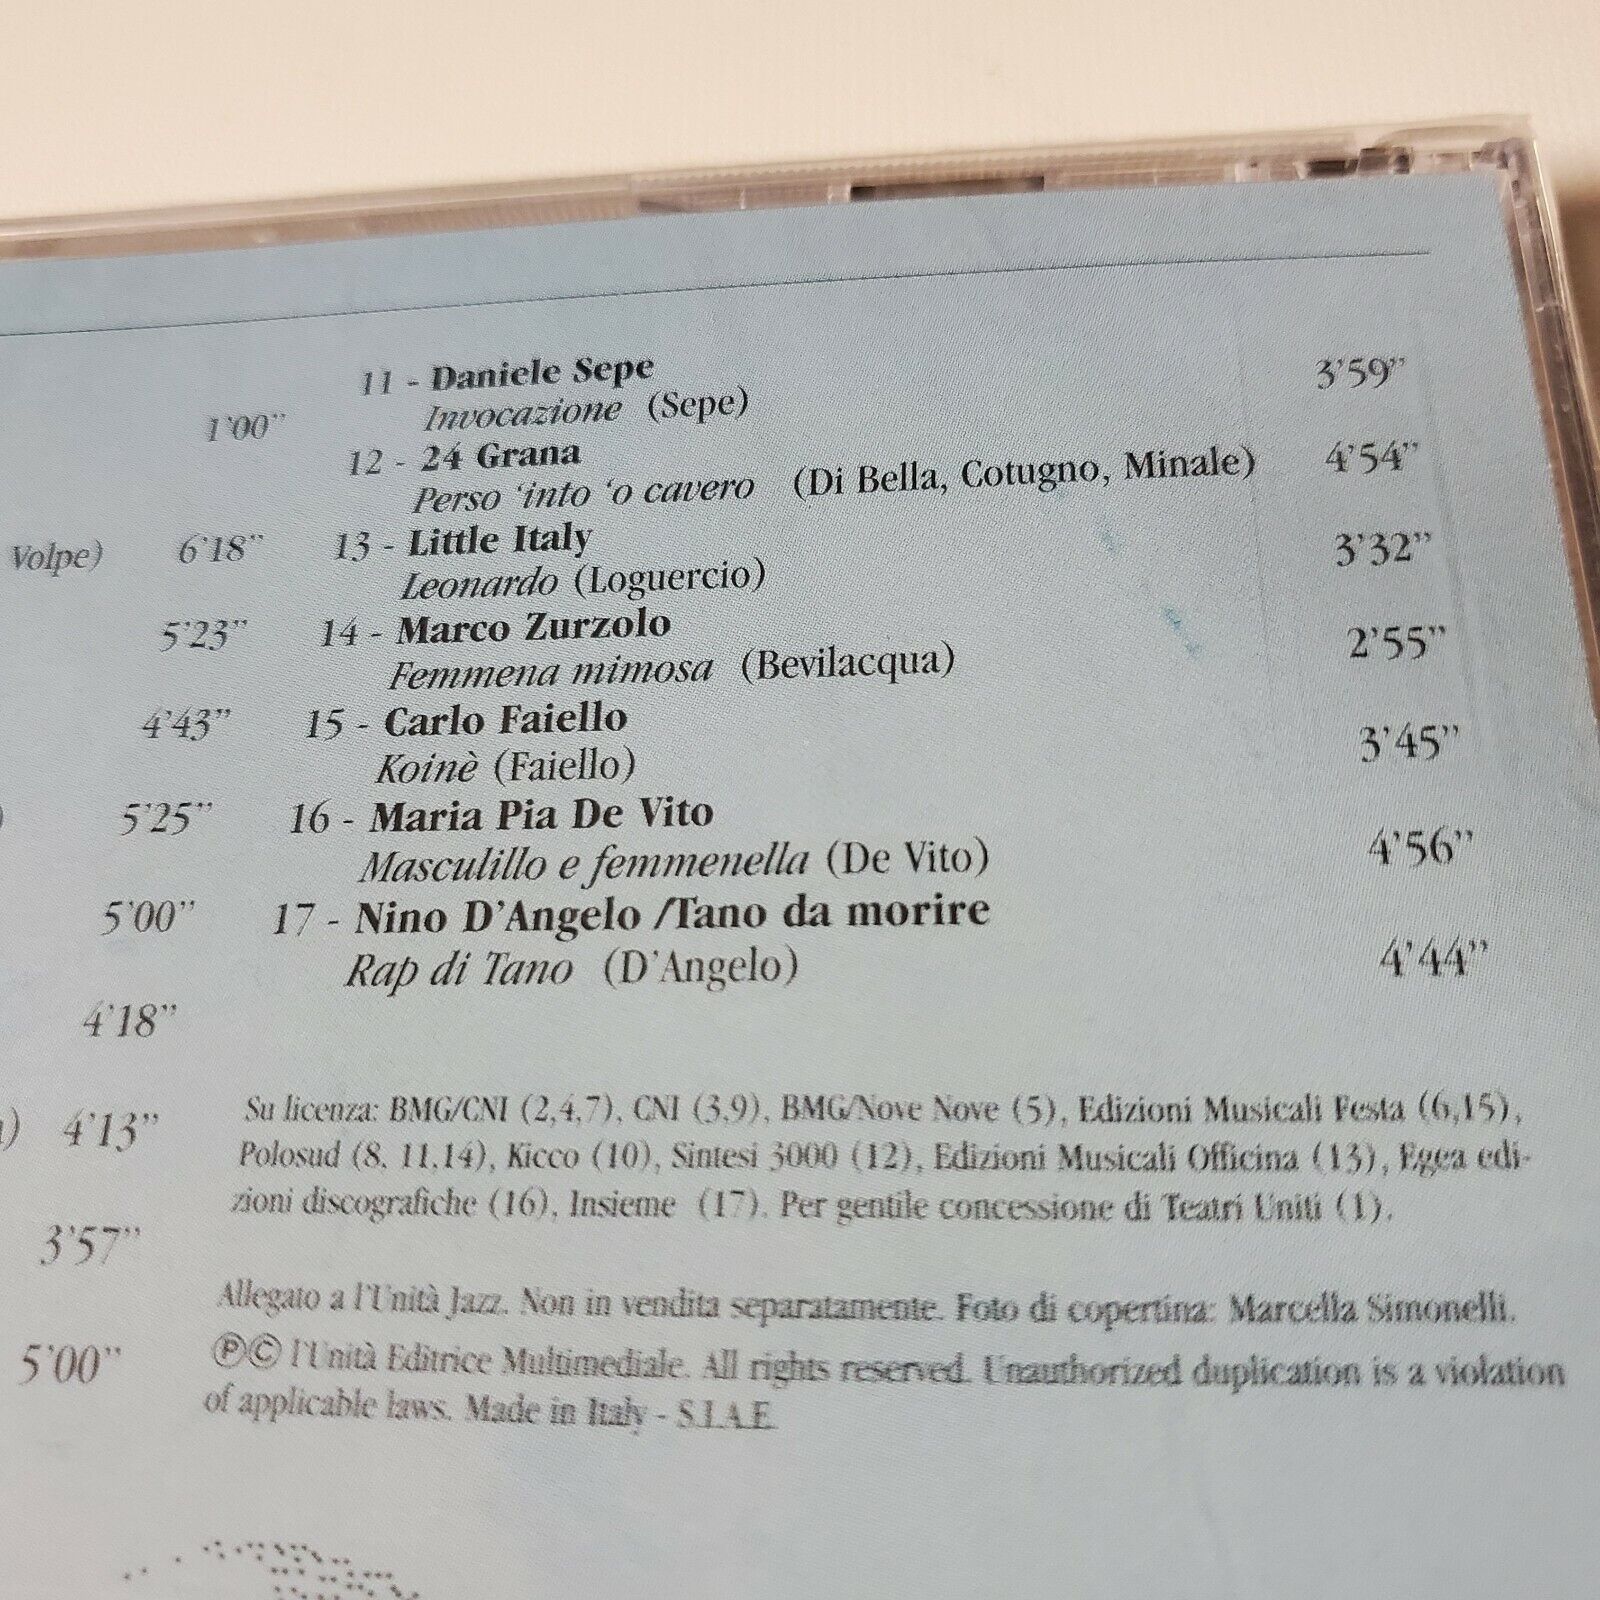 11 - Daniele Sepe 3'59"
1'00" Invocazione (Sepe)
12 - 24 Grana 4'54"
Perso 'into 'o cavero (Di Bella, Cotugno, Minale)
Volpe) 6'18" 13 - Little Italy 3'32"
Leonardo (Loguercio)
5'23" 14 - Marco Zurzolo 2'55"
Femmena mimosa (Bevilacqua)
4'43" 15 - Carlo Faiello 3'45"
Koinè (Faiello)
) 5'25" 16 - Maria Pia De Vito 4'56"
Masculillo e femmenella (De Vito)
5'00" 17 - Nino D'Angelo /Tano da morire 4'44"
Rap di Tano (D'Angelo)
4'18"
4'13" Su licenza: BMG/CNI (2,4,7), CNI (3,9), BMG/Nove Nove (5), Edizioni Musicali Festa (6,15),
Polosud (8, 11,14), Kicco (10), Sintesi 3000 (12), Edizioni Musicali Officina (13), Egea edi-
zioni discografiche (16), Insieme (17). Per gentile concessione di Teatri Uniti (1).
3'57"
Allegato a l'Unità Jazz. Non in vendita separatamente. Foto di copertina: Marcella Simonelli.
5'00" ℗© l'Unità Editrice Multimediale. All rights reserved. Unauthorized duplication is a violation
of applicable laws. Made in Italy - S.I.A.E.